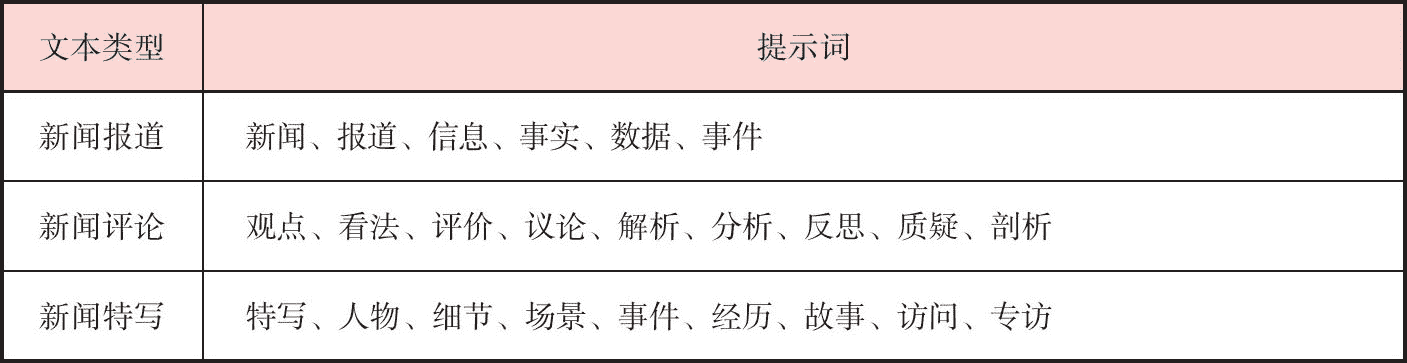 文本类型 提示词
新闻报道 新闻、报道、信息、事实、数据、事件
新闻评论 观点、看法、评价、议论、解析、分析、反思、质疑、剖析
新闻特写 特写、人物、细节、场景、事件、经历、故事、访问、专访